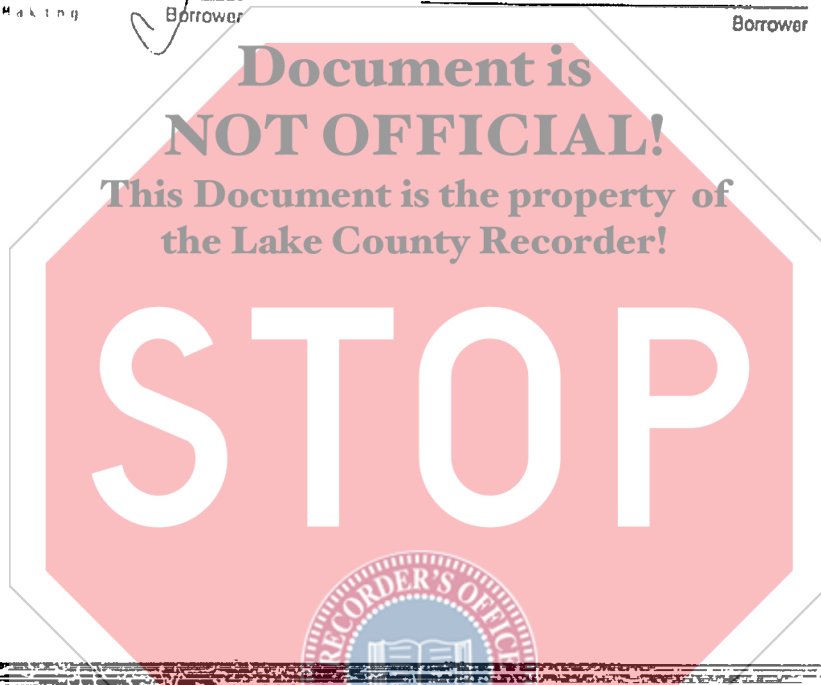 Making
Borrower
Borrower
Document is
NOT OFFICIAL!
This Document is the property of
the Lake County Recorder!
STOP
RECORDER'S OFFICE